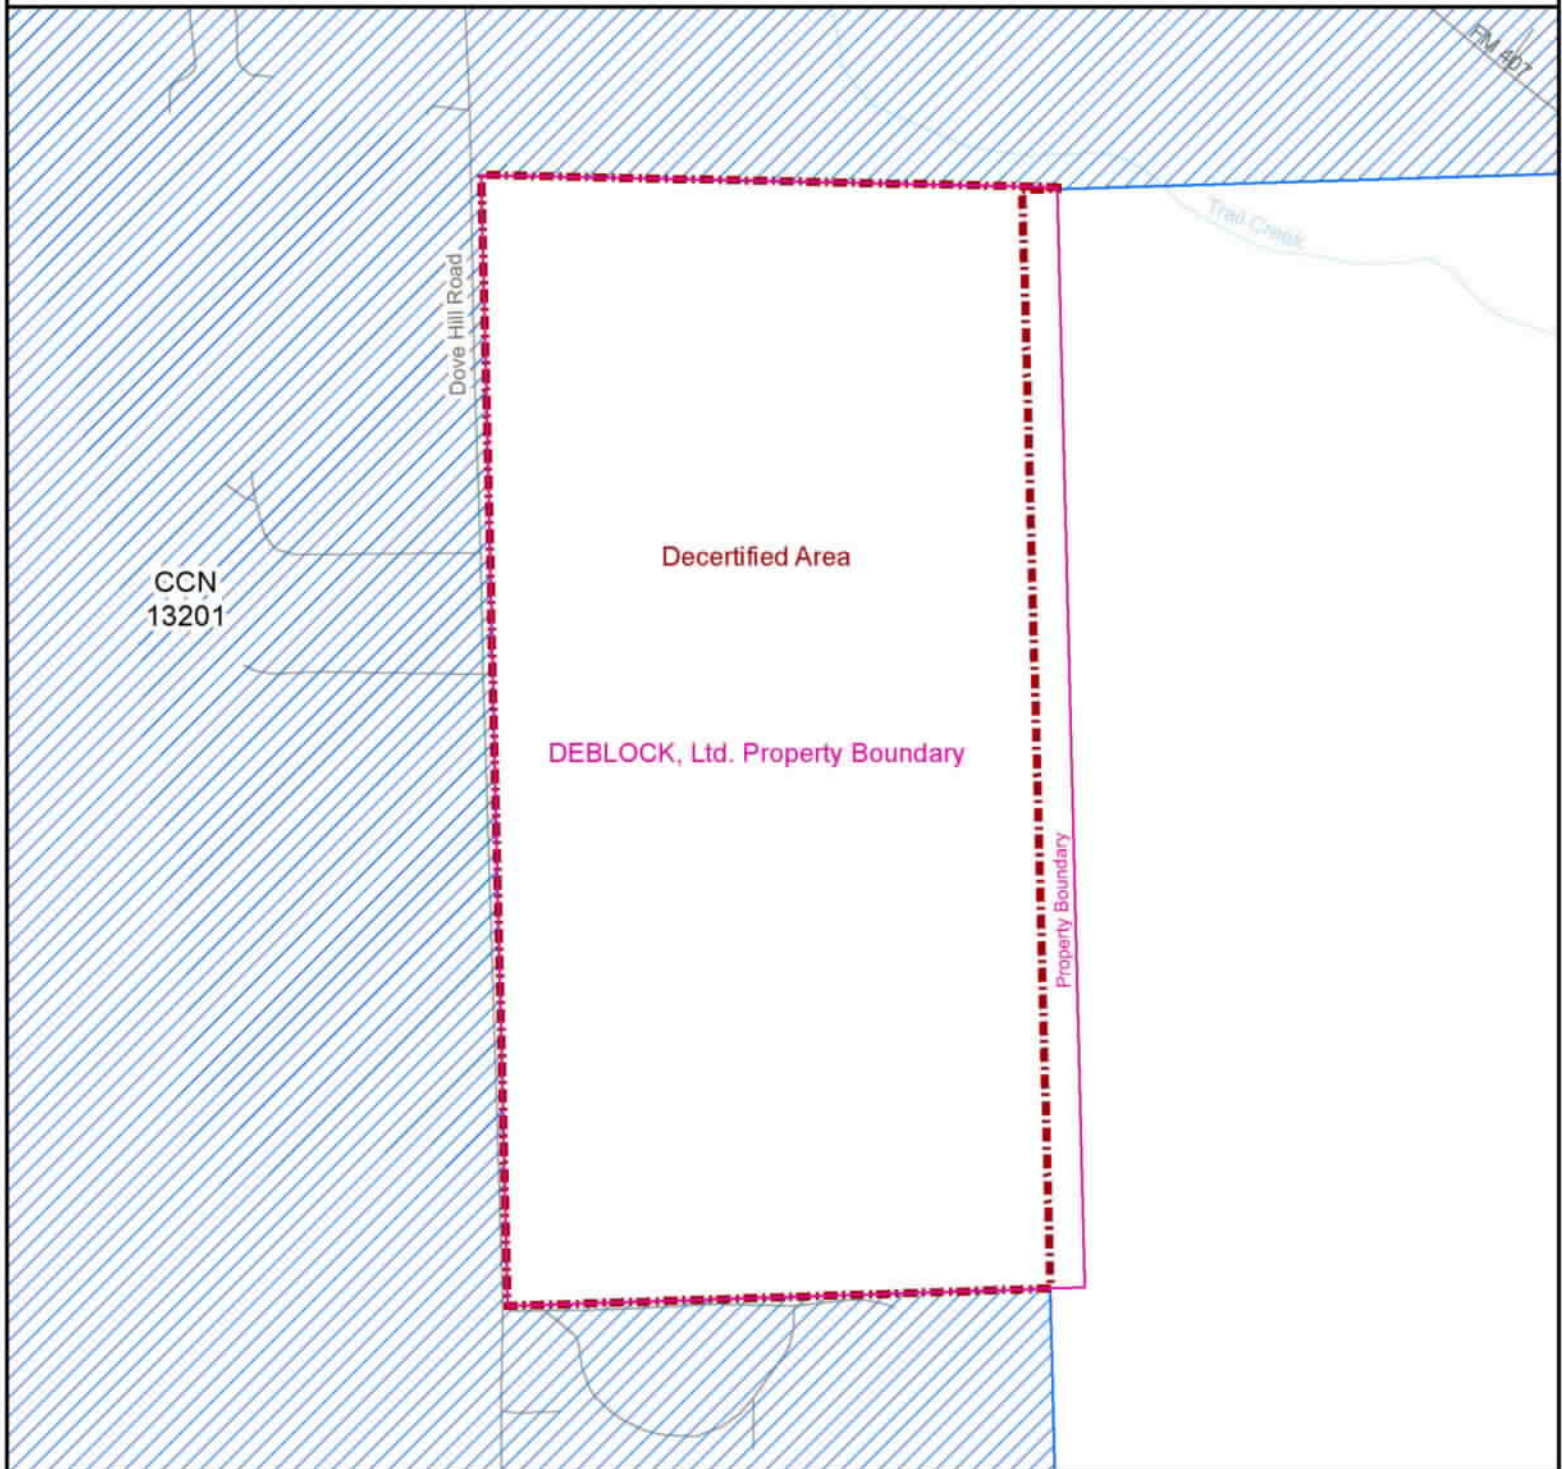 FM 407
Trail Creek
Dove Hill Road
Decertified Area
CCN
13201
DEBLOCK, Ltd. Property Boundary
Property Boundary